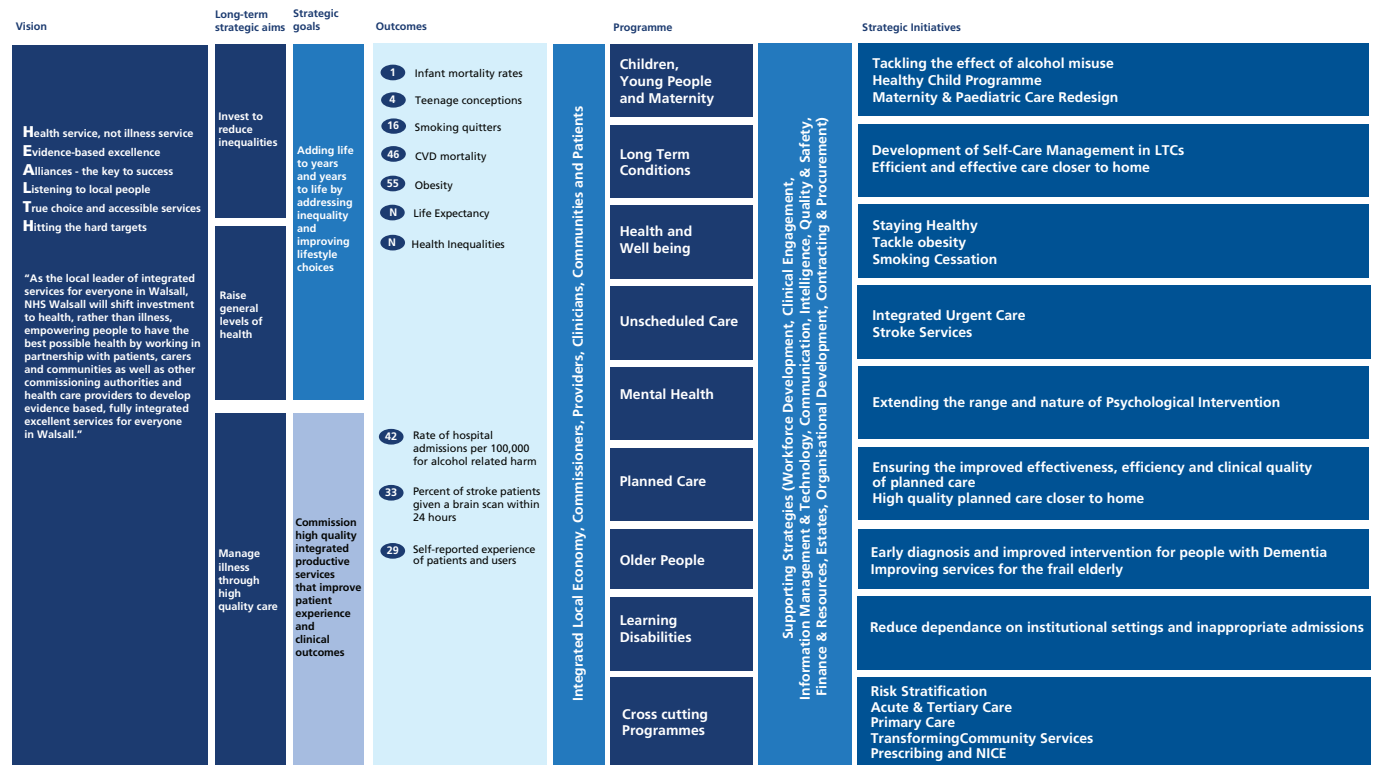 Vision
Long-term
strategic aims
Strategic
goals
Outcomes
Programme
Strategic Initiatives
Health service, not illness service
Evidence-based excellence
Alliances - the key to success
Listening to local people
True choice and accessible services
Hitting the hard targets
“As the local leader of integrated
services for everyone in Walsall,
NHS Walsall will shift investment
to health, rather than illness,
empowering people to have the
best possible health by working in
partnership with patients, carers
and communities as well as other
commissioning authorities and
health care providers to develop
evidence based, fully integrated
excellent services for everyone
in Walsall.”
Invest to
reduce
inequalities
Raise
general
levels of
health
Manage
illness
through
high
quality care
Adding life
to years
and years
to life by
addressing
inequality
and
improving
lifestyle
choices
Commission
high quality
integrated
productive
services
that improve
patient
experience
and
clinical
outcomes
1 Infant mortality rates
4 Teenage conceptions
16 Smoking quitters
46 CVD mortality
55 Obesity
N Life Expectancy
N Health Inequalities
42 Rate of hospital
admissions per 100,000
for alcohol related harm
33 Percent of stroke patients
given a brain scan within
24 hours
29 Self-reported experience
of patients and users
Integrated Local Economy, Commissioners, Providers, Clinicians, Communities and Patients
Children,
Young People
and Maternity
Long Term
Conditions
Health and
Well being
Unscheduled Care
Mental Health
Planned Care
Older People
Learning
Disabilities
Cross cutting
Programmes
Supporting Strategies (Workforce Development, Clinical Engagement,
Information Management & Technology, Communication, Intelligence, Quality & Safety,
Finance & Resources, Estates, Organisational Development, Contracting & Procurement)
Tackling the effect of alcohol misuse
Healthy Child Programme
Maternity & Paediatric Care Redesign
Development of Self-Care Management in LTCs
Efficient and effective care closer to home
Staying Healthy
Tackle obesity
Smoking Cessation
Integrated Urgent Care
Stroke Services
Extending the range and nature of Psychological Intervention
Ensuring the improved effectiveness, efficiency and clinical quality
of planned care
High quality planned care closer to home
Early diagnosis and improved intervention for people with Dementia
Improving services for the frail elderly
Reduce dependance on institutional settings and inappropriate admissions
Risk Stratification
Acute & Tertiary Care
Primary Care
TransformingCommunity Services
Prescribing and NICE